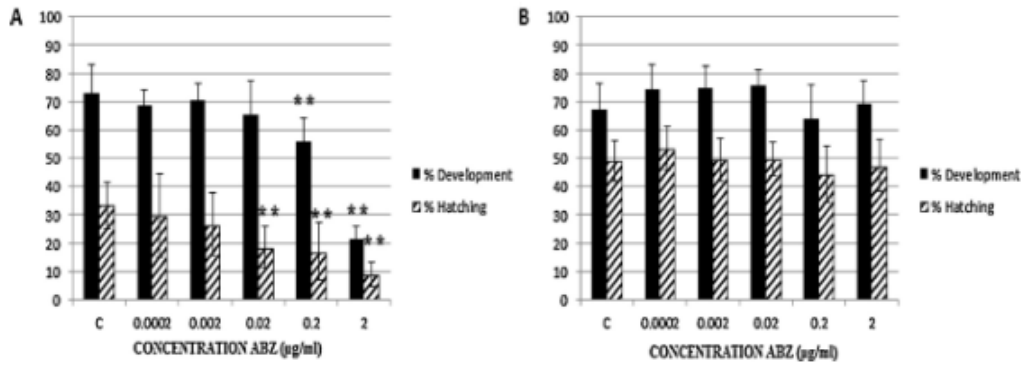 A
100
90
80
70
60
50
40
30
20
10
0
**
**
**
**
**
C 0.0002 0.002 0.02 0.2 2
CONCENTRATION ABZ (µg/ml)
% Development
% Hatching
B
100
90
80
70
60
50
40
30
20
10
0
C 0.0002 0.002 0.02 0.2 2
CONCENTRATION ABZ (µg/ml)
% Development
% Hatching